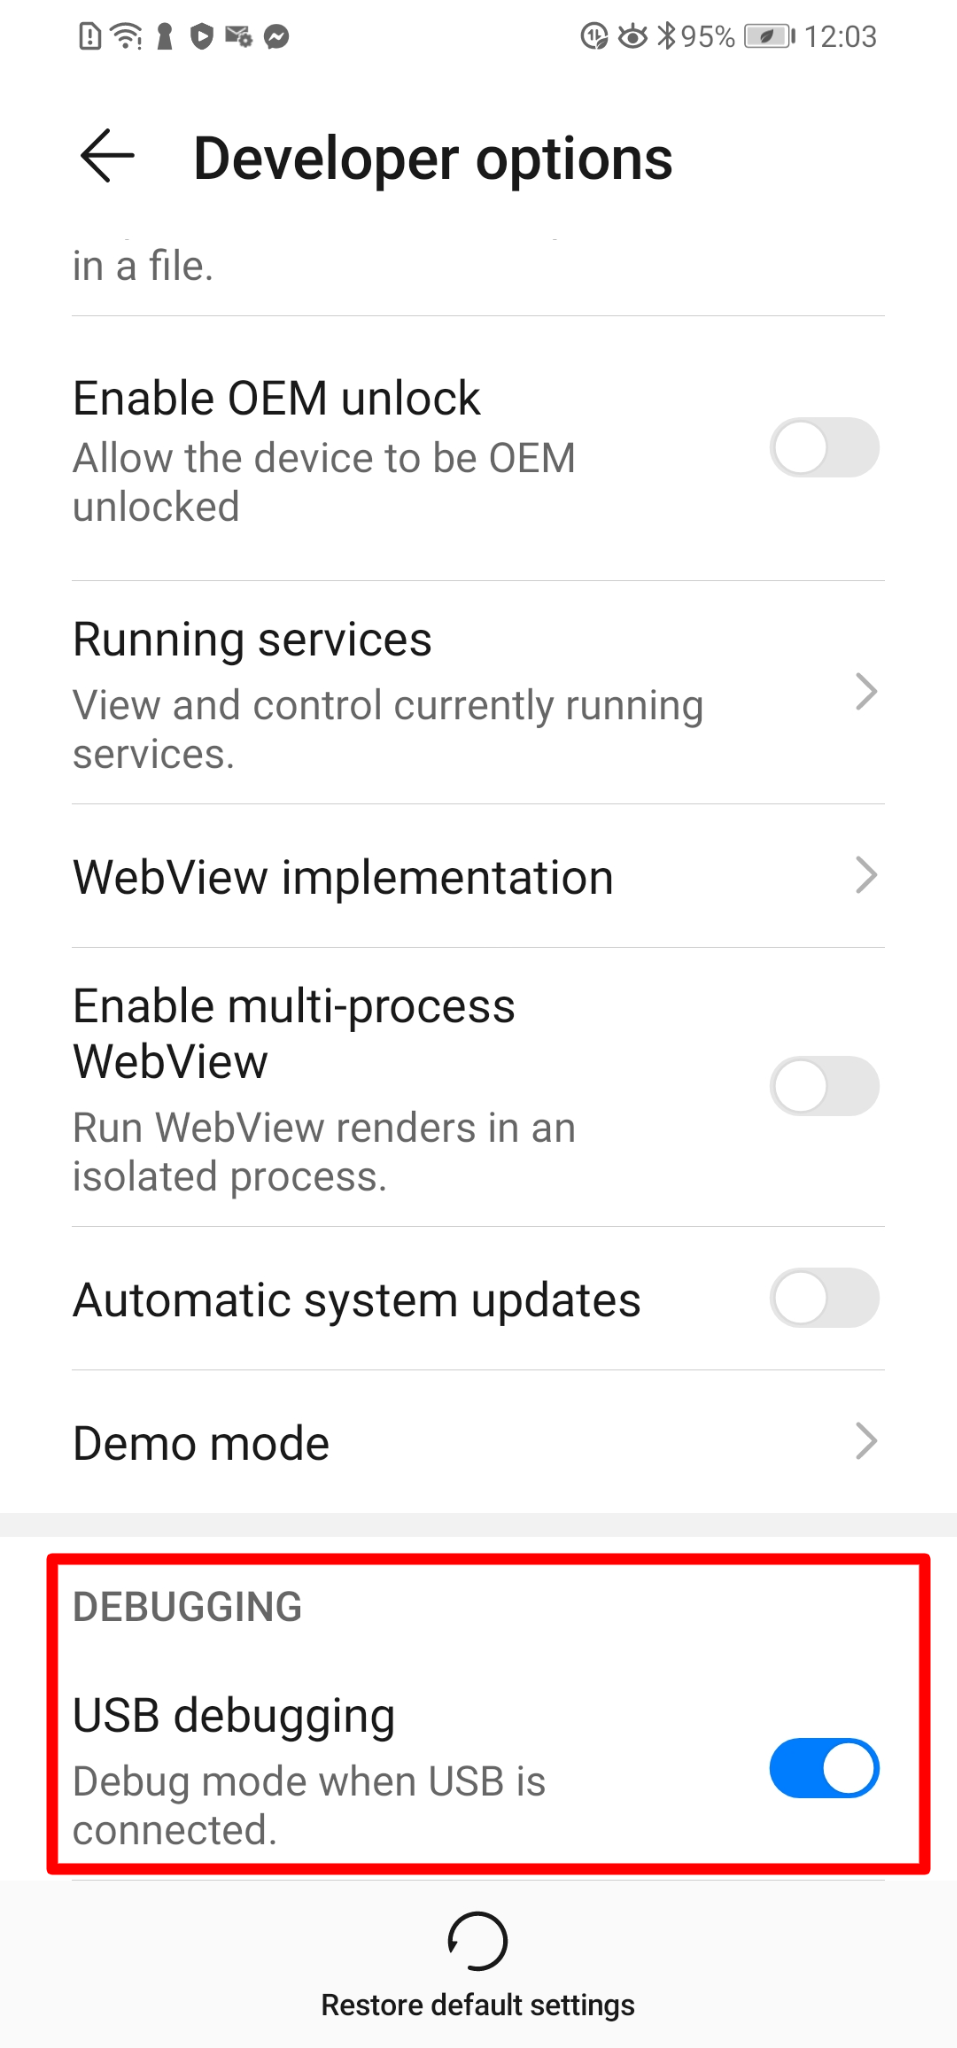 95% 12:03
Developer options
in a file.
Enable OEM unlock
Allow the device to be OEM
unlocked
Running services
View and control currently running
services.
WebView implementation
Enable multi-process
WebView
Run WebView renders in an
isolated process.
Automatic system updates
Demo mode
DEBUGGING
USB debugging
Debug mode when USB is
connected.
Restore default settings